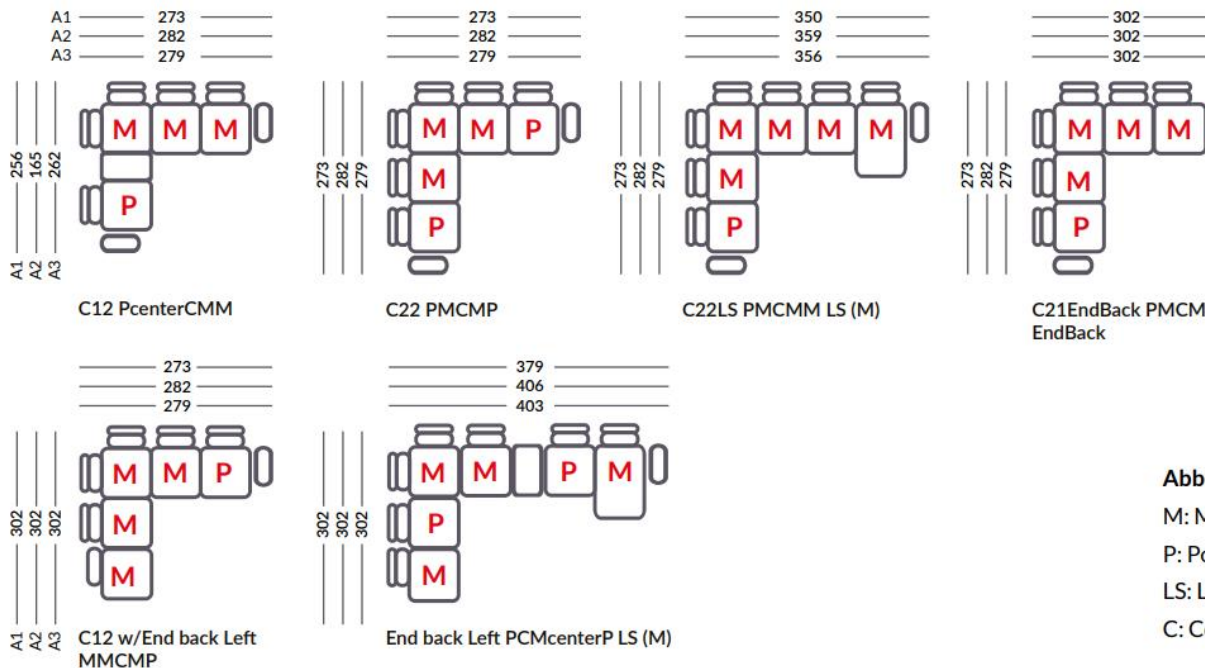 A1 273
A2 282
A3 279
273
282
279
350
359
356
302
302
302
256
165
262
A1
A2
A3
M M M
P
C12 PcenterCMM
273
282
279
M M P
M
P
C22 PMCMP
273
282
279
M M M M
M
P
C22LS PMCMM LS (M)
273
282
279
M M M
M
P
C21EndBack PMCM
EndBack
273
282
279
379
406
403
302
302
302
A1
A2
A3
M M P
M
M
C12 w/End back Left
MMCMP
302
302
302
M M P M
P
M
End back Left PCMcenterP LS (M)
Abb
M: M
P: Po
LS: L
C: C